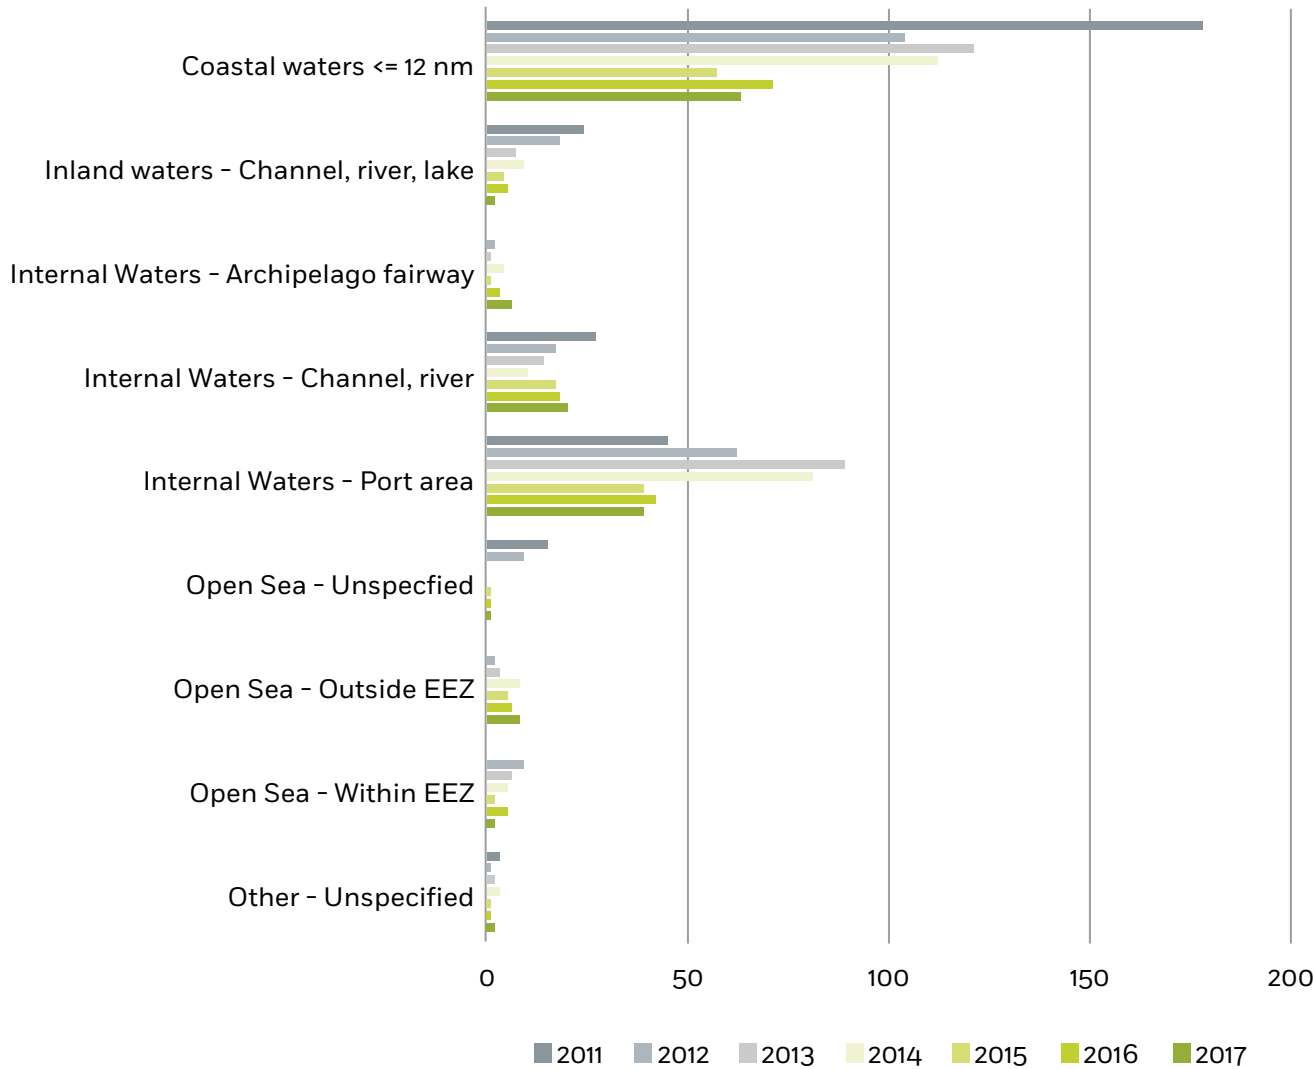 Coastal waters <= 12 nm
Inland waters - Channel, river, lake
Internal Waters - Archipelago fairway
Internal Waters - Channel, river
Internal Waters - Port area
Open Sea - Unspecfied
Open Sea - Outside EEZ
Open Sea - Within EEZ
Other - Unspecified
0 50 100 150 200
2011 2012 2013 2014 2015 2016 2017